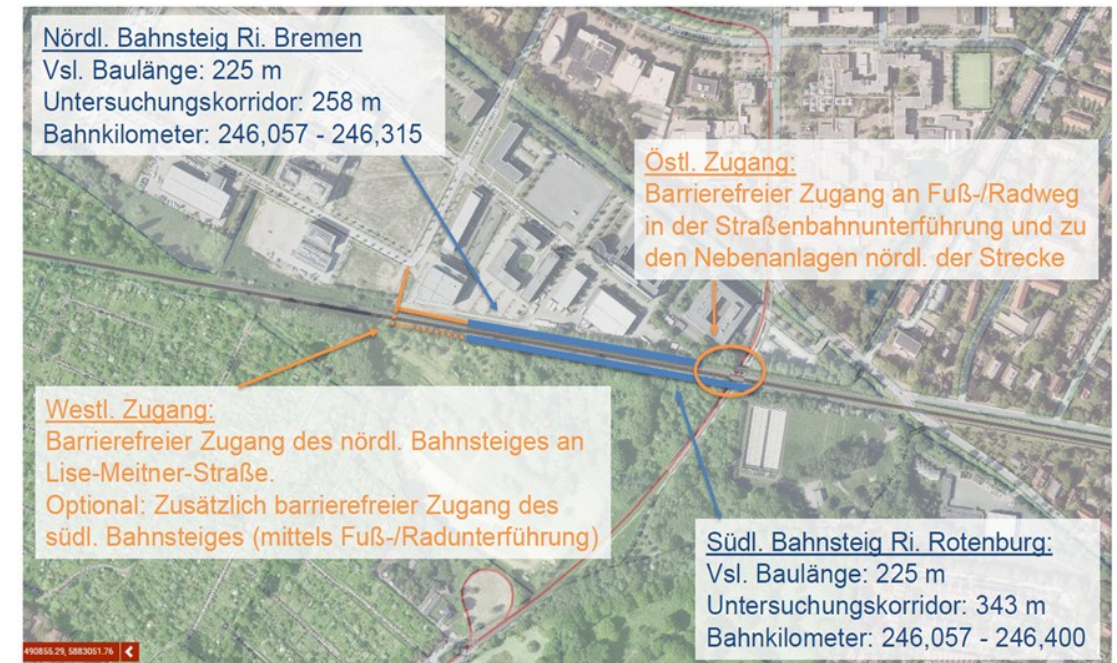 Nördl. Bahnsteig Ri. Bremen
Vsl. Baulänge: 225 m
Untersuchungskorridor: 258 m
Bahnkilometer: 246,057 - 246,315
Östl. Zugang:
Barrierefreier Zugang an Fuß-/Radweg
in der Straßenbahnunterführung und zu
den Nebenanlagen nördl. der Strecke
Westl. Zugang:
Barrierefreier Zugang des nördl. Bahnsteiges an
Lise-Meitner-Straße.
Optional: Zusätzlich barrierefreier Zugang des
südl. Bahnsteiges (mittels Fuß-/Radunterführung)
Südl. Bahnsteig Ri. Rotenburg:
Vsl. Baulänge: 225 m
Untersuchungskorridor: 343 m
Bahnkilometer: 246,057 - 246,400
490855.29, 5883051.76